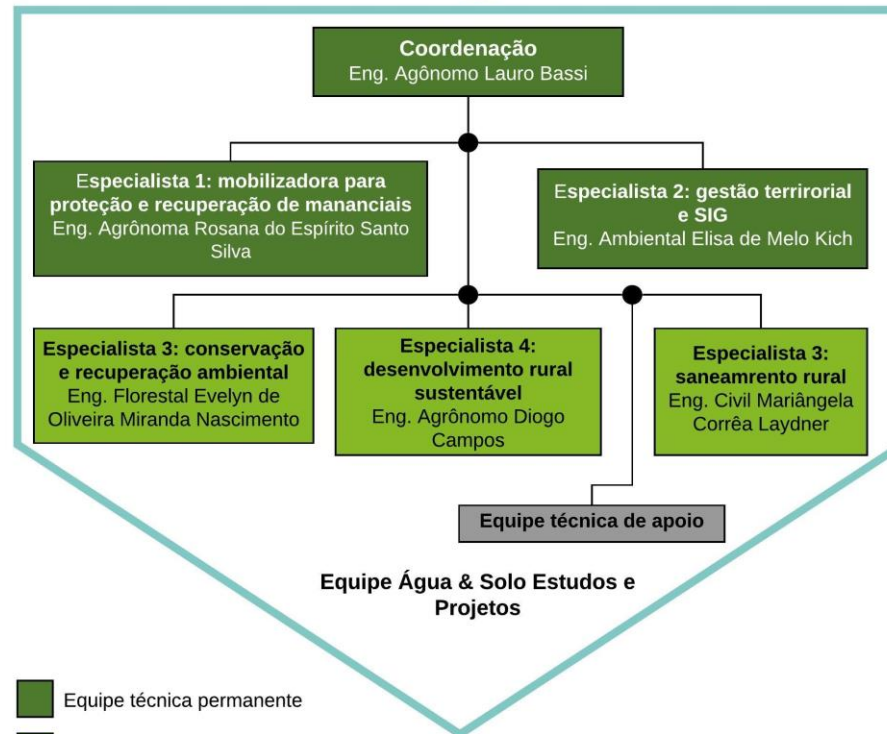 Coordenação
Eng. Agônomo Lauro Bassi
Especialista 1: mobilizadora para
proteção e recuperação de mananciais
Eng. Agrônoma Rosana do Espírito Santo
Silva
Especialista 2: gestão terrirorial
e SIG
Eng. Ambiental Elisa de Melo Kich
Especialista 3: conservação
e recuperação ambiental
Eng. Florestal Evelyn de
Oliveira Miranda Nascimento
Especialista 4:
desenvolvimento rural
sustentável
Eng. Agrônomo Diogo
Campos
Especialista 3:
saneamrento rural
Eng. Civil Mariângela
Corrêa Laydner
Equipe técnica de apoio
Equipe Água & Solo Estudos e
Projetos
Equipe técnica permanente